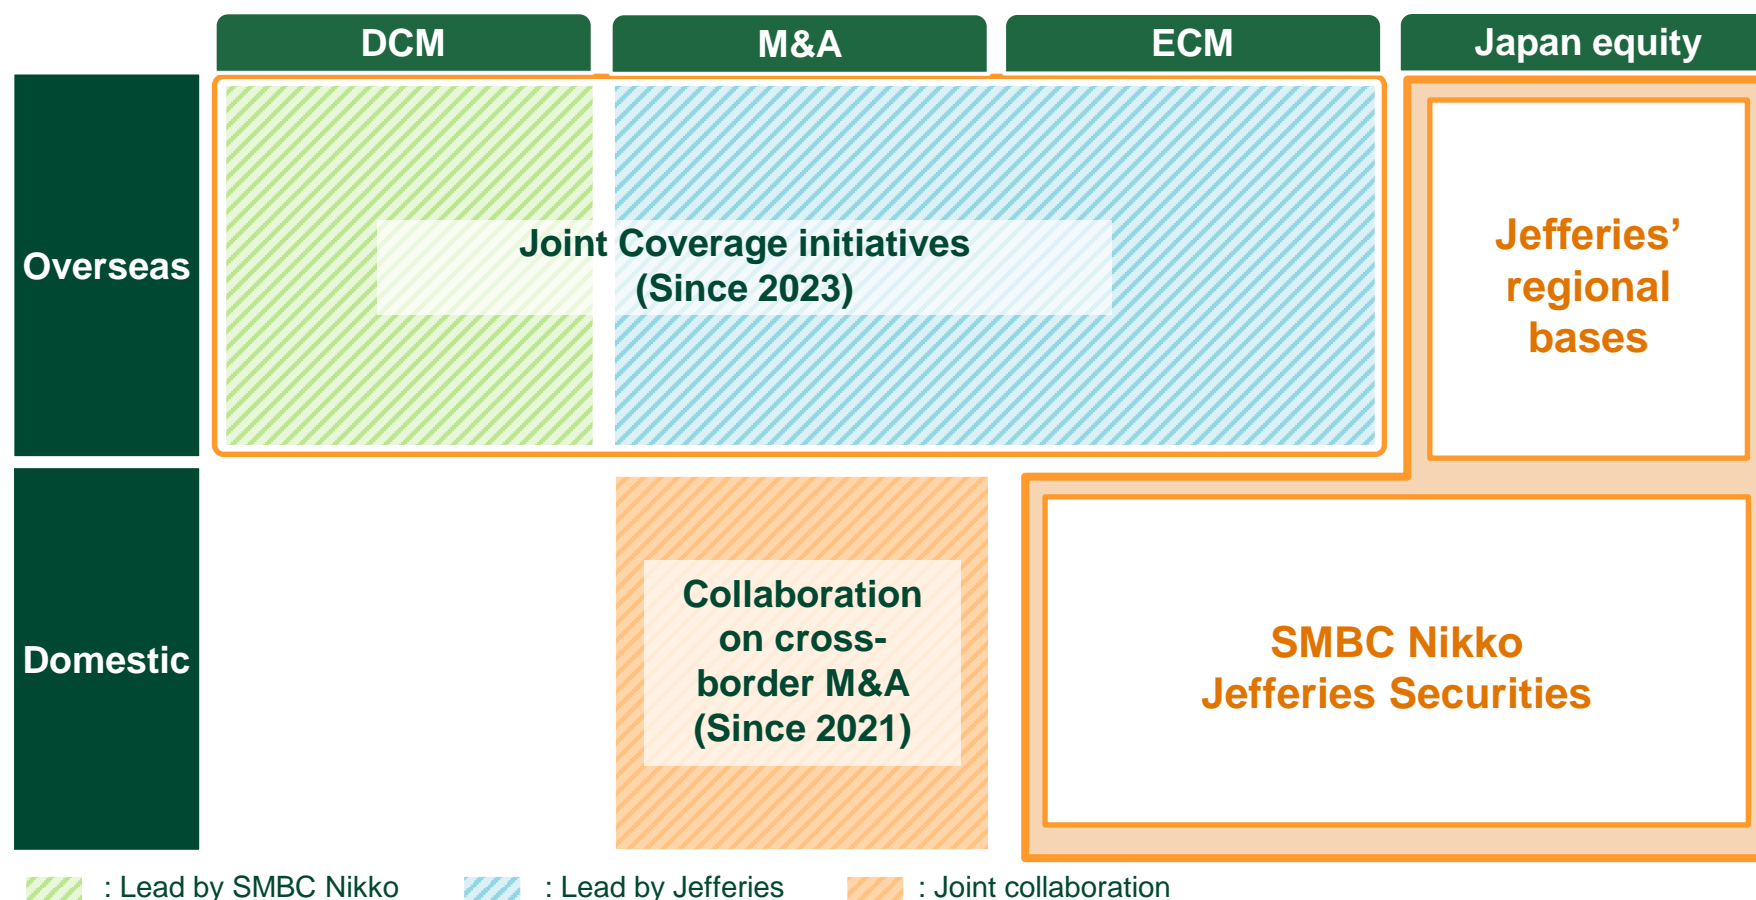 DCM
M&A
ECM
Japan equity
Overseas
Joint Coverage initiatives
(Since 2023)
Jefferies’
regional
bases
Domestic
Collaboration
on cross-
border M&A
(Since 2021)
SMBC Nikko
Jefferies Securities
: Lead by SMBC Nikko
: Lead by Jefferies
: Joint collaboration